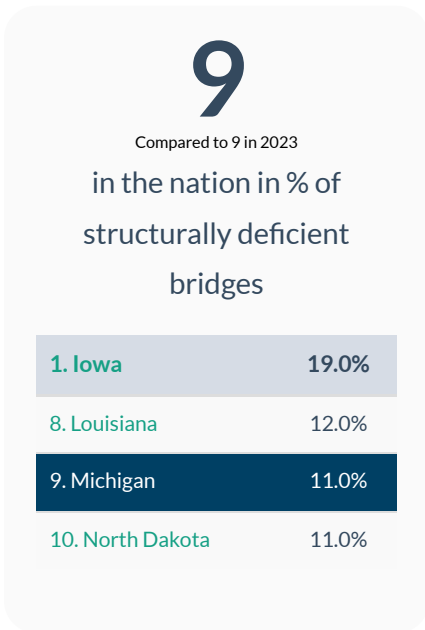 9
Compared to 9 in 2023
in the nation in % of
structurally deficient
bridges
1. Iowa 19.0%
8. Louisiana 12.0%
9. Michigan 11.0%
10. North Dakota 11.0%